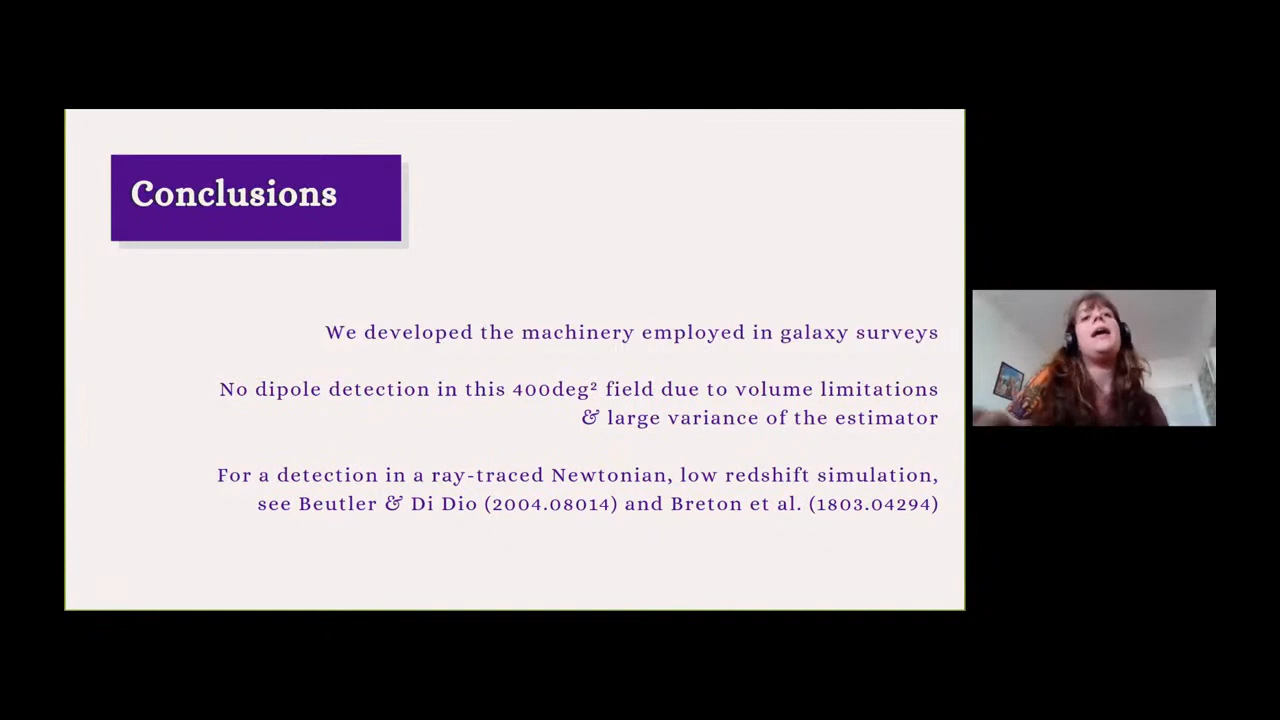 Conclusions
We developed the machinery employed in galaxy surveys
No dipole detection in this 400deg² field due to volume limitations
& large variance of the estimator
For a detection in a ray-traced Newtonian, low redshift simulation,
see Beutler & Di Dio (2004.08014) and Breton et al. (1803.04294)